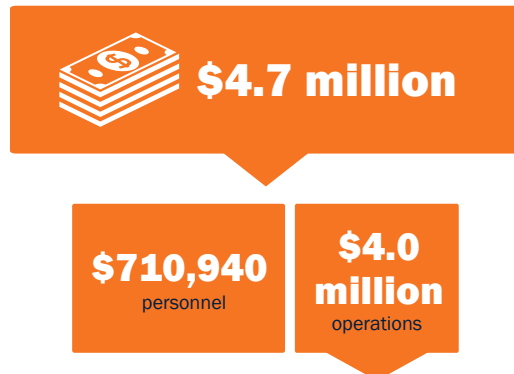 $4.7 million
$710,940
personnel
$4.0
million
operations